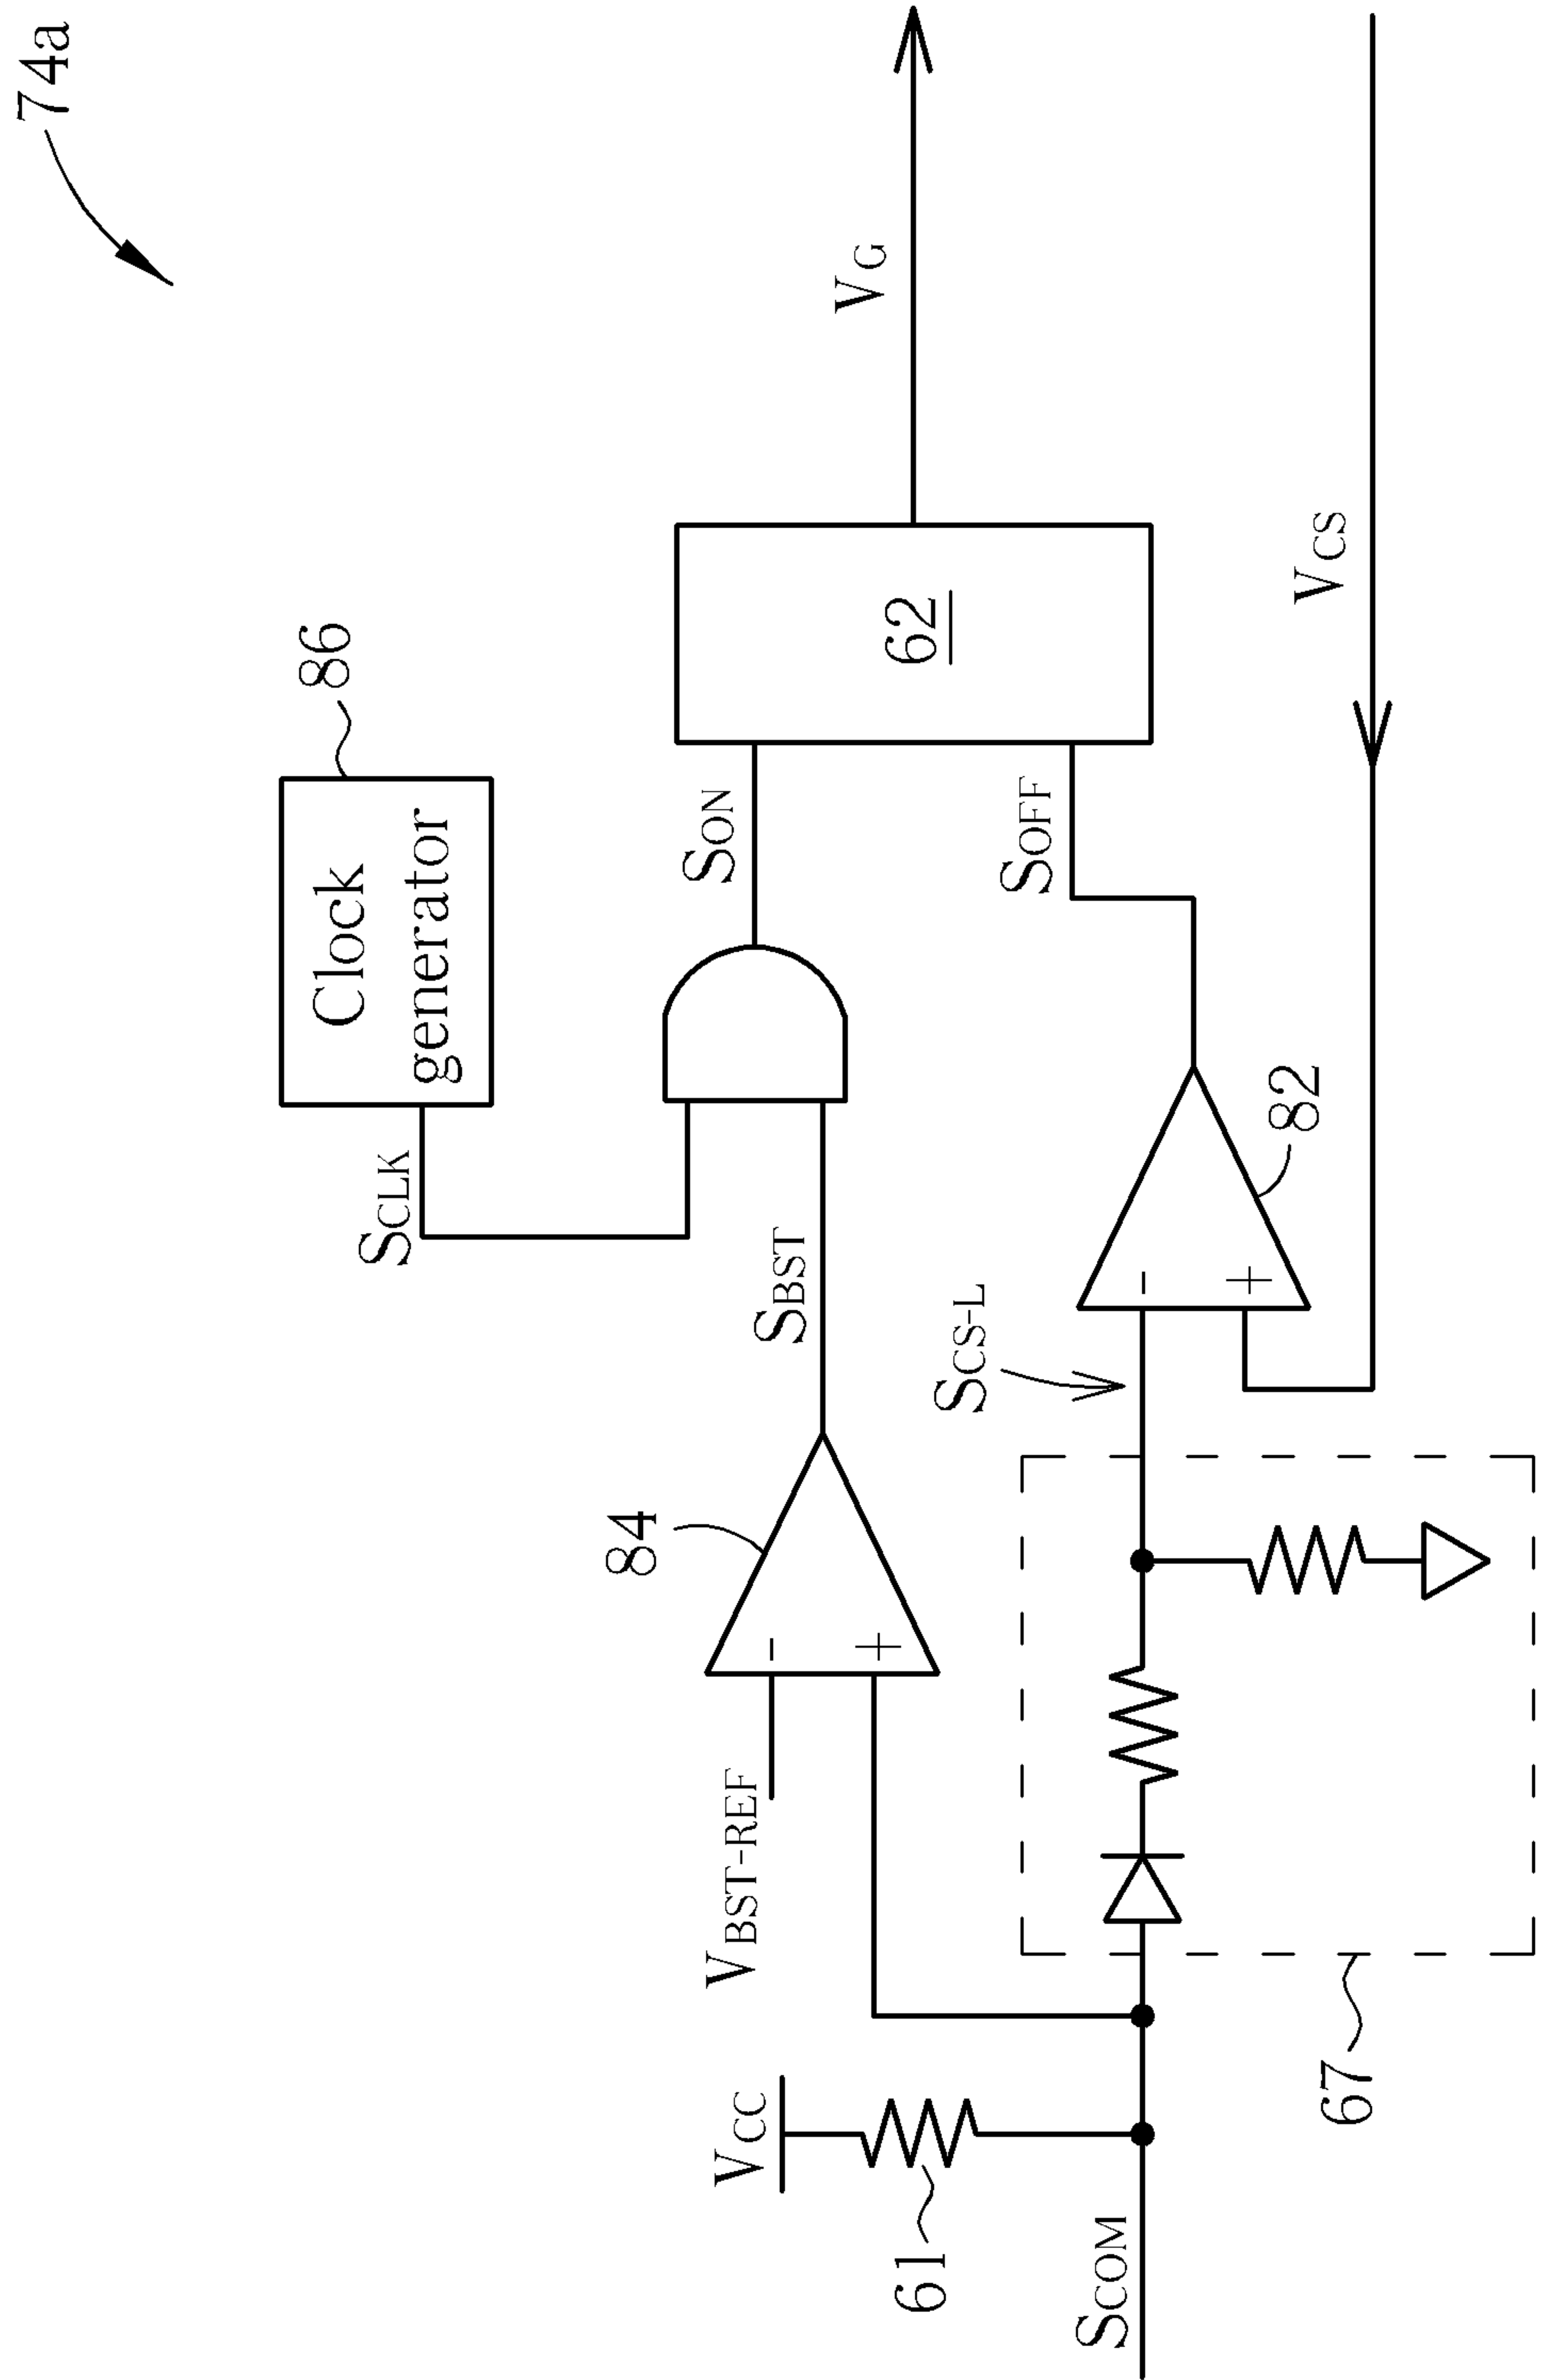 74a
Clock
generator
86
SCLK
VG
SON
62
SBST
84
VBST-REF
VCC
61
SOFF
SCS-L
-
+
-
+
82
VCS
SCOM
67